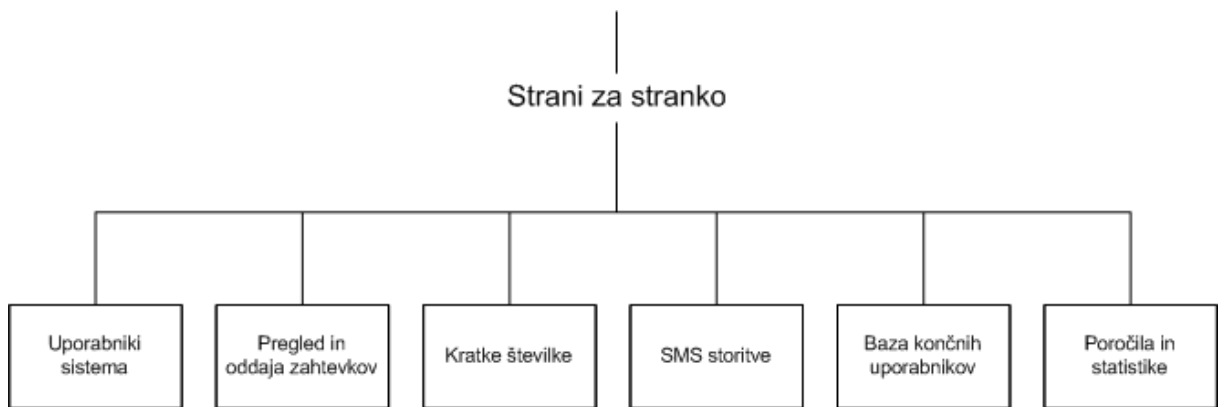 Strani za stranko
Uporabniki
sistema
Pregled in
oddaja zahtevkov
Kratke številke
SMS storitve
Baza končnih
uporabnikov
Poročila in
statistike